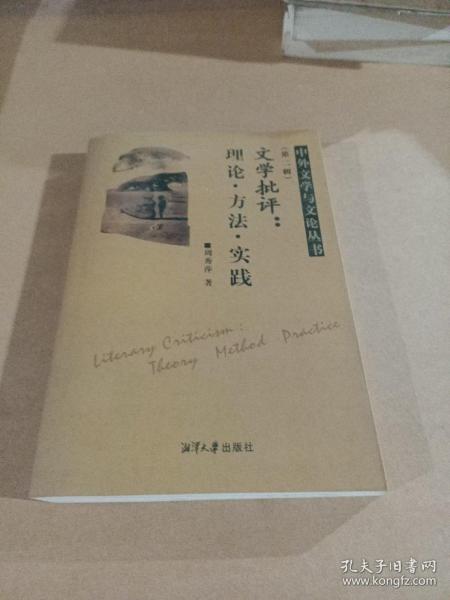 中外文学与文论丛书
（第二辑）
文学批评：
理论·方法·实践
■周秀萍 著
Literary Criticism:
Theory Method Practice
湘潭大学出版社
孔夫子旧书网
www.kongfz.com